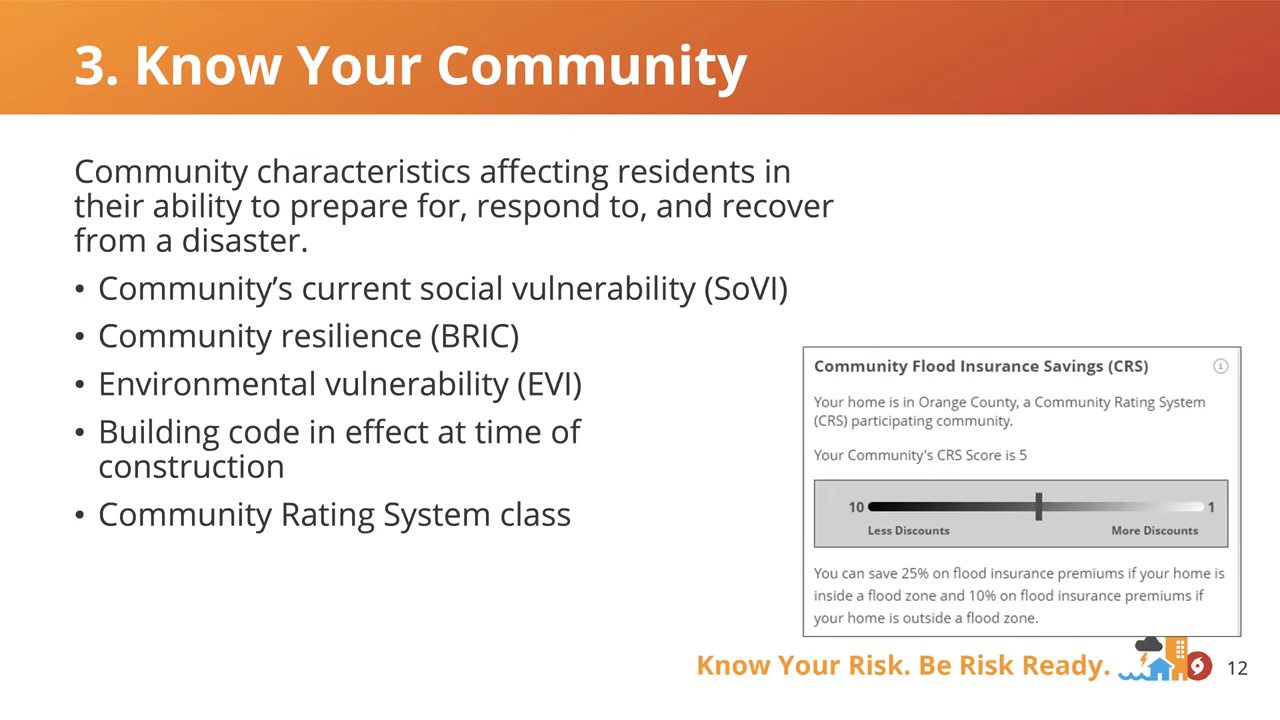 3. Know Your Community
Community characteristics affecting residents in
their ability to prepare for, respond to, and recover
from a disaster.
• Community’s current social vulnerability (SoVI)
• Community resilience (BRIC)
• Environmental vulnerability (EVI)
• Building code in effect at time of
construction
• Community Rating System class
Community Flood Insurance Savings (CRS)
Your home is in Orange County, a Community Rating System
(CRS) participating community.
Your Community's CRS Score is 5
10 1
Less Discounts More Discounts
You can save 25% on flood insurance premiums if your home is
inside a flood zone and 10% on flood insurance premiums if
your home is outside a flood zone.
Know Your Risk. Be Risk Ready.
12